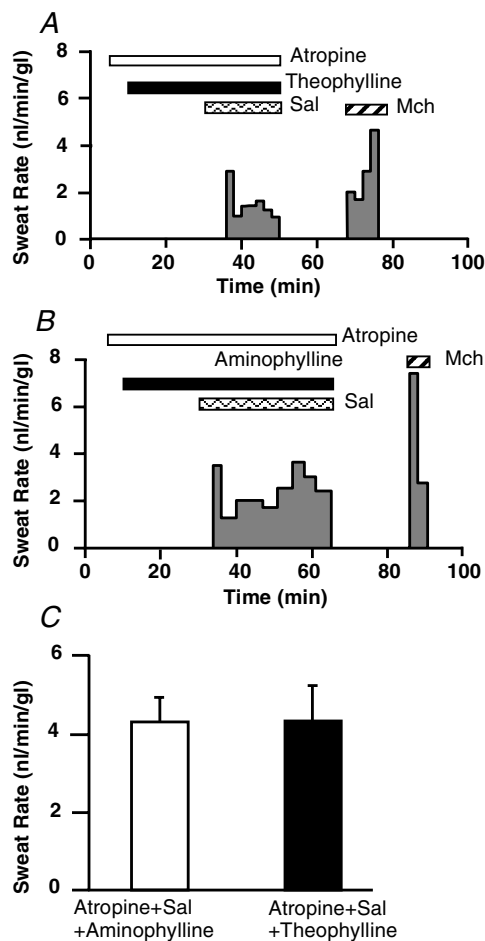 A
Sweat Rate (nl/min/gl)
8
6
4
2
0
Atropine
Theophylline
Sal
Mch
0 20 40 60 80 100
Time (min)
B
Sweat Rate (nl/min/gl)
8
6
4
2
0
Atropine
Aminophylline
Sal
Mch
0 20 40 60 80 100
Time (min)
C
Sweat Rate (nl/min/gl)
6
4
2
0
Atropine+Sal
+Aminophylline
Atropine+Sal
+Theophylline